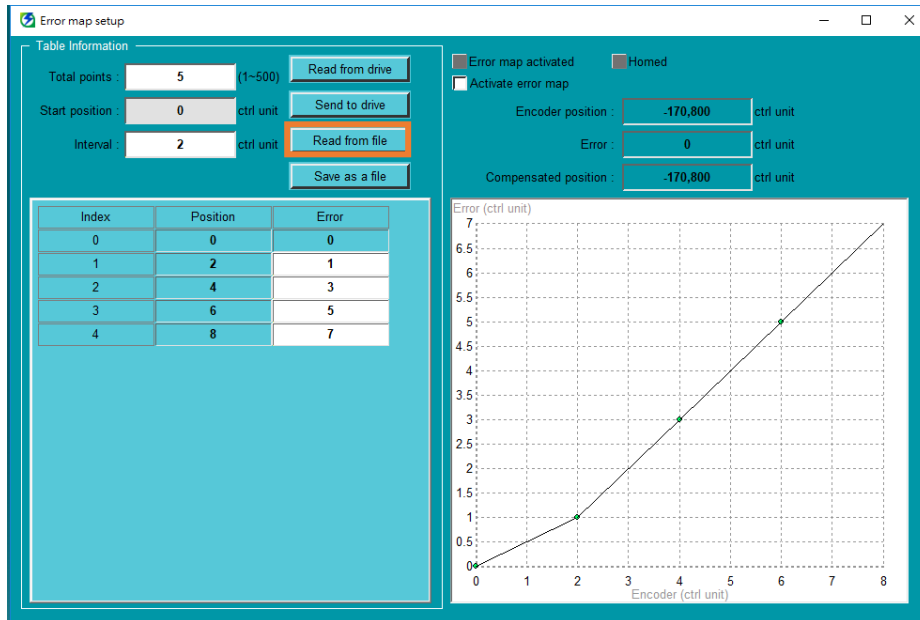 Error map setup
Table Information
Total points : 5 (1~500) Read from drive
Start position : 0 ctrl unit Send to drive
Interval : 2 ctrl unit Read from file
Save as a file
Index Position Error
0 0 0
1 2 1
2 4 3
3 6 5
4 8 7
Error map activated Homed
Activate error map
Encoder position : -170,800 ctrl unit
Error : 0 ctrl unit
Compensated position : -170,800 ctrl unit
Error (ctrl unit)
7
6.5
6
5.5
5
4.5
4
3.5
3
2.5
2
1.5
1
0.5
0
0 1 2 3 4 5 6 7 8
Encoder (ctrl unit)